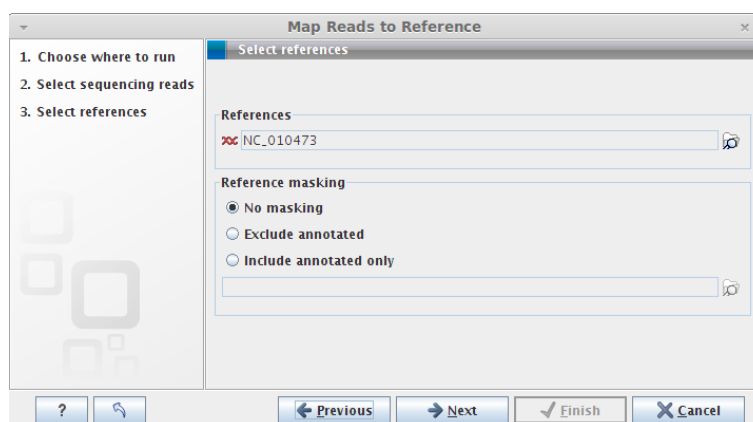 Map Reads to Reference
1. Choose where to run
2. Select sequencing reads
3. Select references
Select references
References
NC_010473
Reference masking
No masking
Exclude annotated
Include annotated only
? Previous Next Finish Cancel